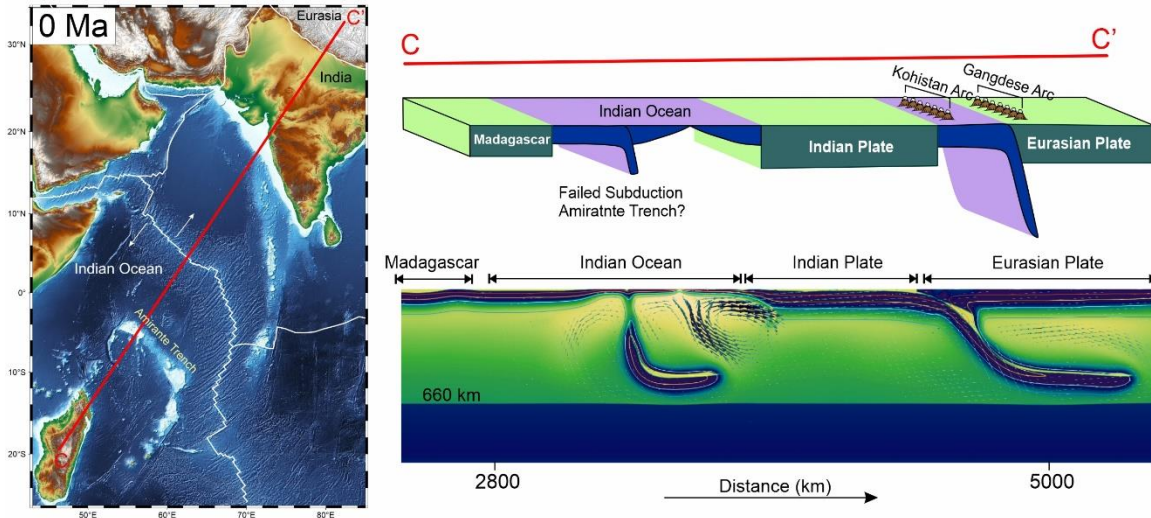 0 Ma
Eurasia
C'
India
Indian Ocean
Amirante Trench
C
30°N
20°N
10°N
0°
10°S
20°S
50°E
60°E
70°E
80°E
C
C'
Kohistan Arc
Gangdese Arc
Indian Ocean
Madagascar
Indian Plate
Eurasian Plate
Failed Subduction
Amiratnte Trench?
Madagascar
Indian Ocean
Indian Plate
Eurasian Plate
660 km
2800
Distance (km)
5000